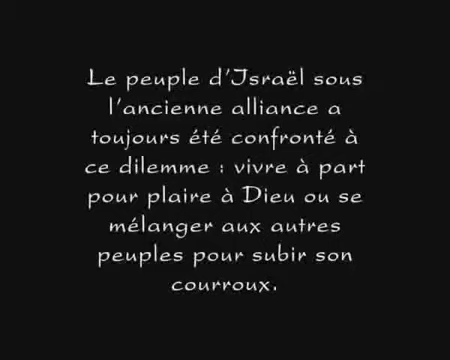 Le peuple d'Israël sous
l'ancienne alliance a
toujours été confronté à
ce dilemme : vivre à part
pour plaire à Dieu ou se
mélanger aux autres
peuples pour subir son
courroux.